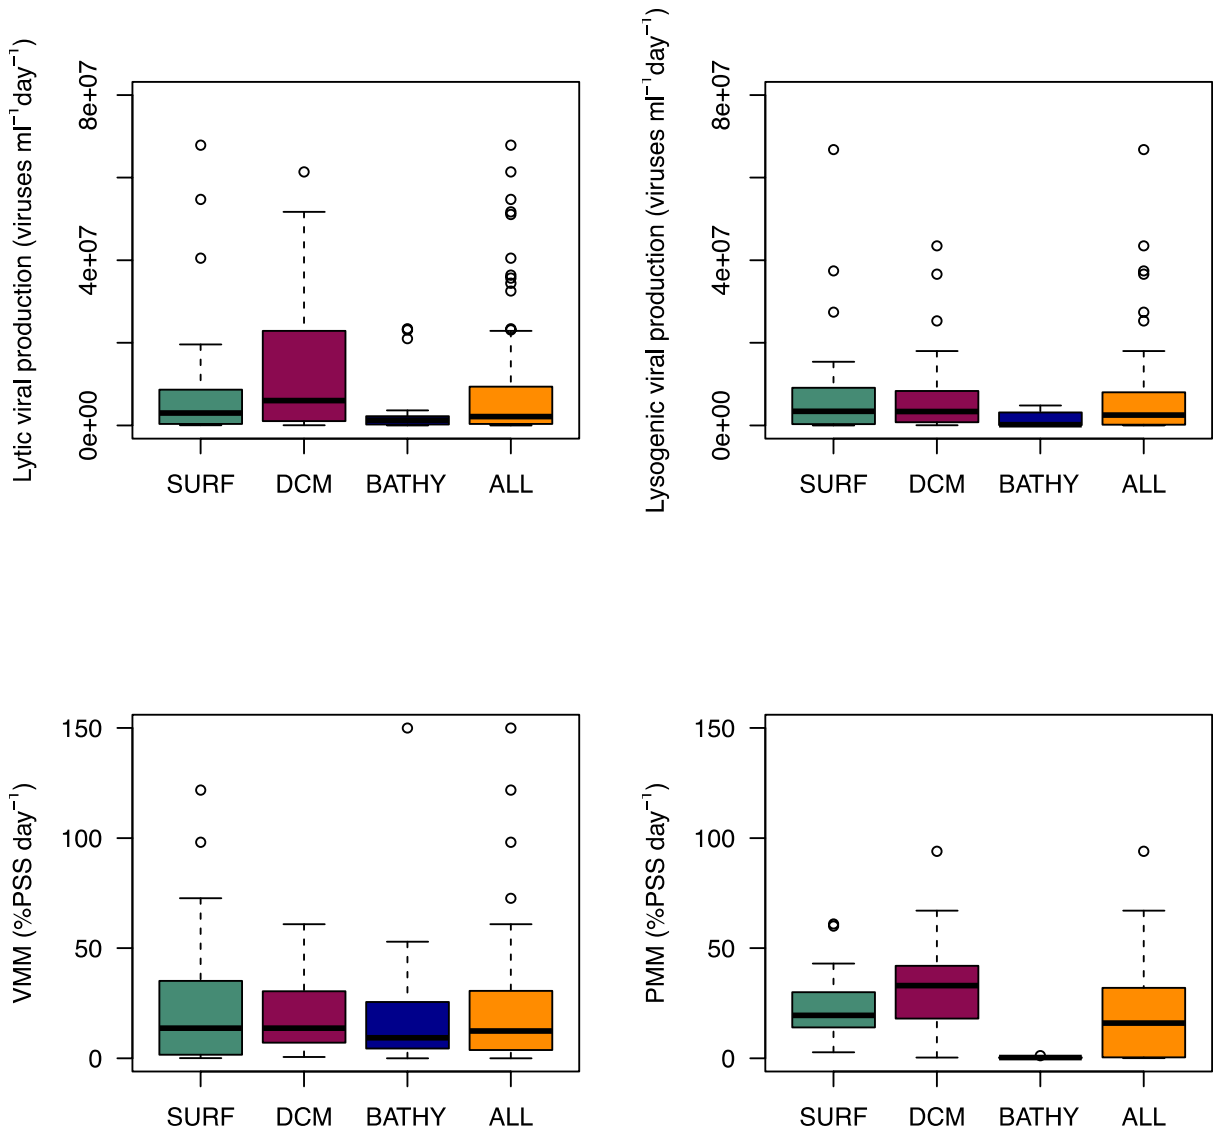 Lytic viral production (viruses ml⁻¹day⁻¹)
8e+07
4e+07
0e+00
SURF DCM BATHY ALL
Lysogenic viral production (viruses ml⁻¹day⁻¹)
8e+07
4e+07
0e+00
SURF DCM BATHY ALL
VMM (%PSS day⁻¹)
150
100
50
0
SURF DCM BATHY ALL
PMM (%PSS day⁻¹)
150
100
50
0
SURF DCM BATHY ALL